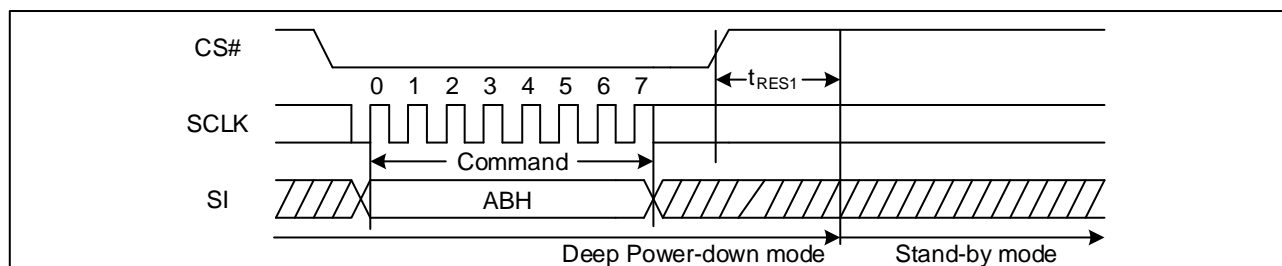 CS#
tRES1
0 1 2 3 4 5 6 7
SCLK
Command
SI
ABH
Deep Power-down mode
Stand-by mode